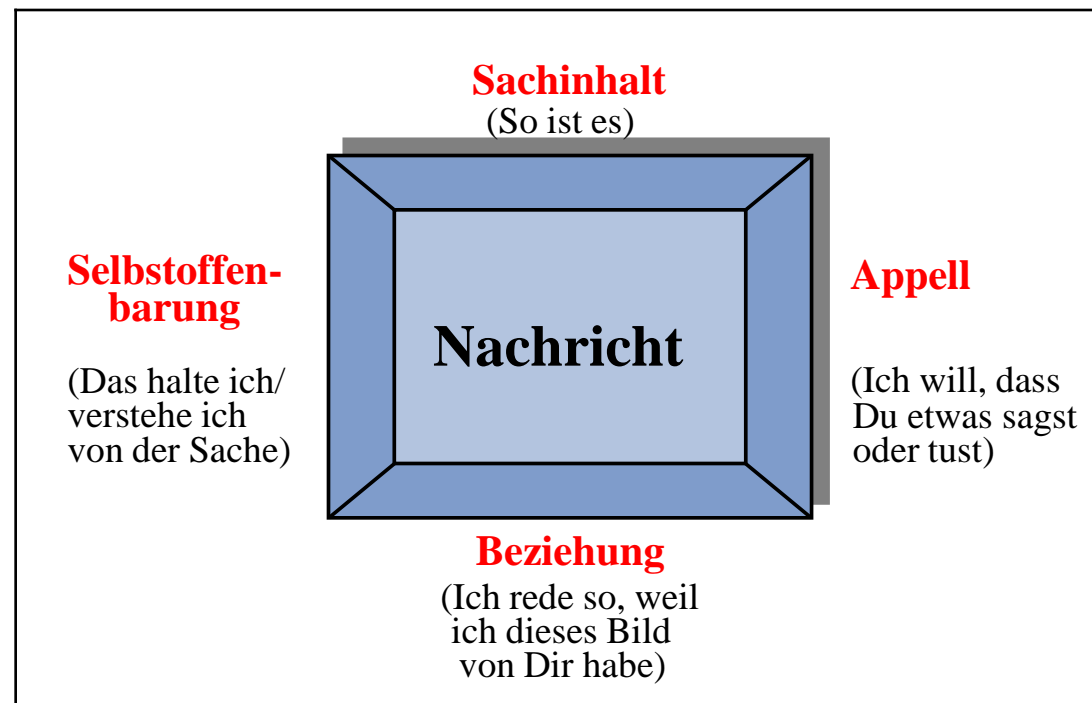 Sachinhalt
(So ist es)
Selbstoffen-
barung
(Das halte ich/
verstehe ich
von der Sache)
Nachricht
Appell
(Ich will, dass
Du etwas sagst
oder tust)
Beziehung
(Ich rede so, weil
ich dieses Bild
von Dir habe)